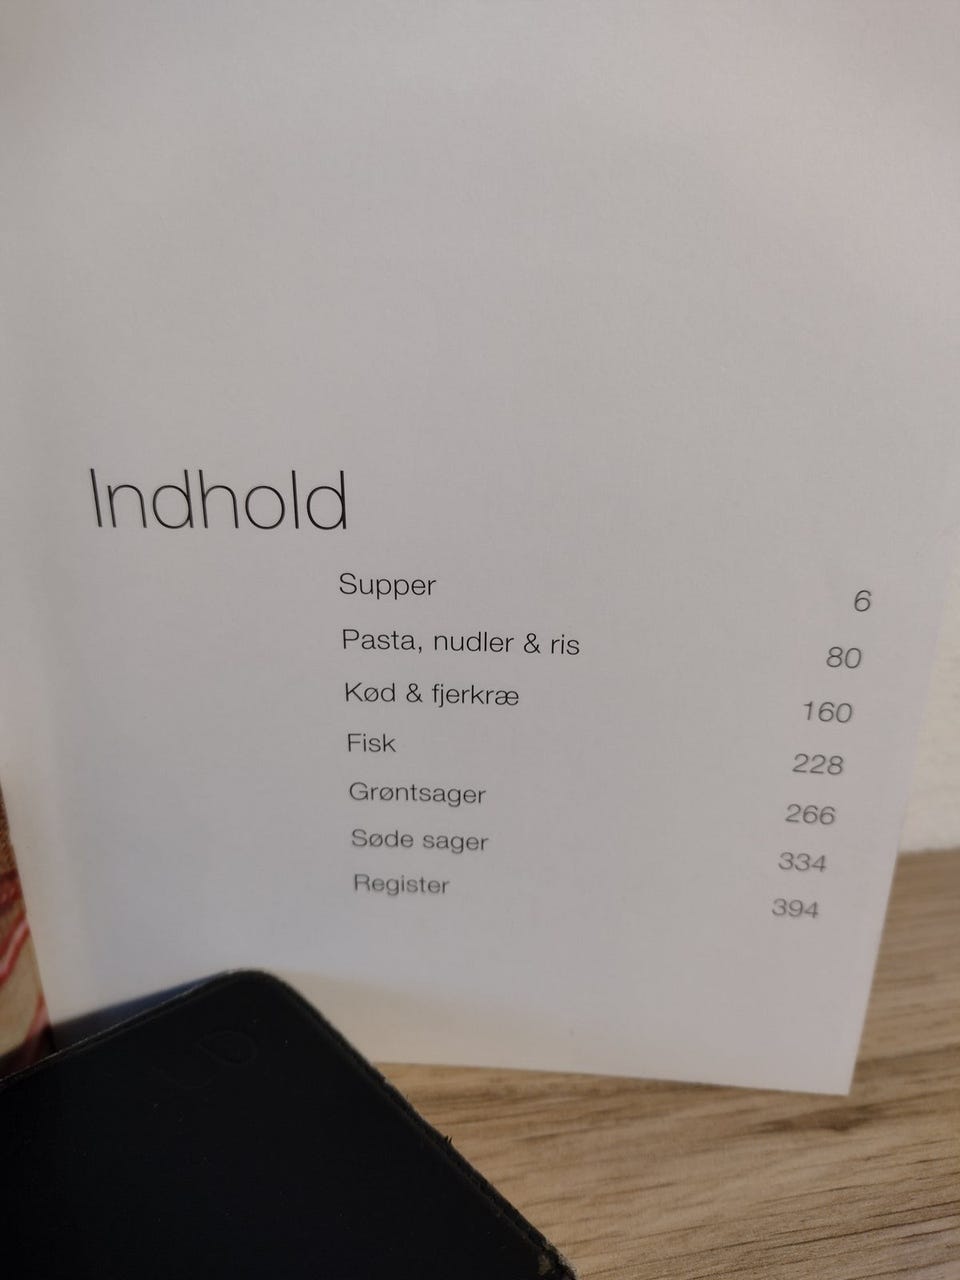 Indhold
Supper 6
Pasta, nudler & ris 80
Kød & fjerkræ 160
Fisk 228
Grøntsager 266
Søde sager 334
Register 394